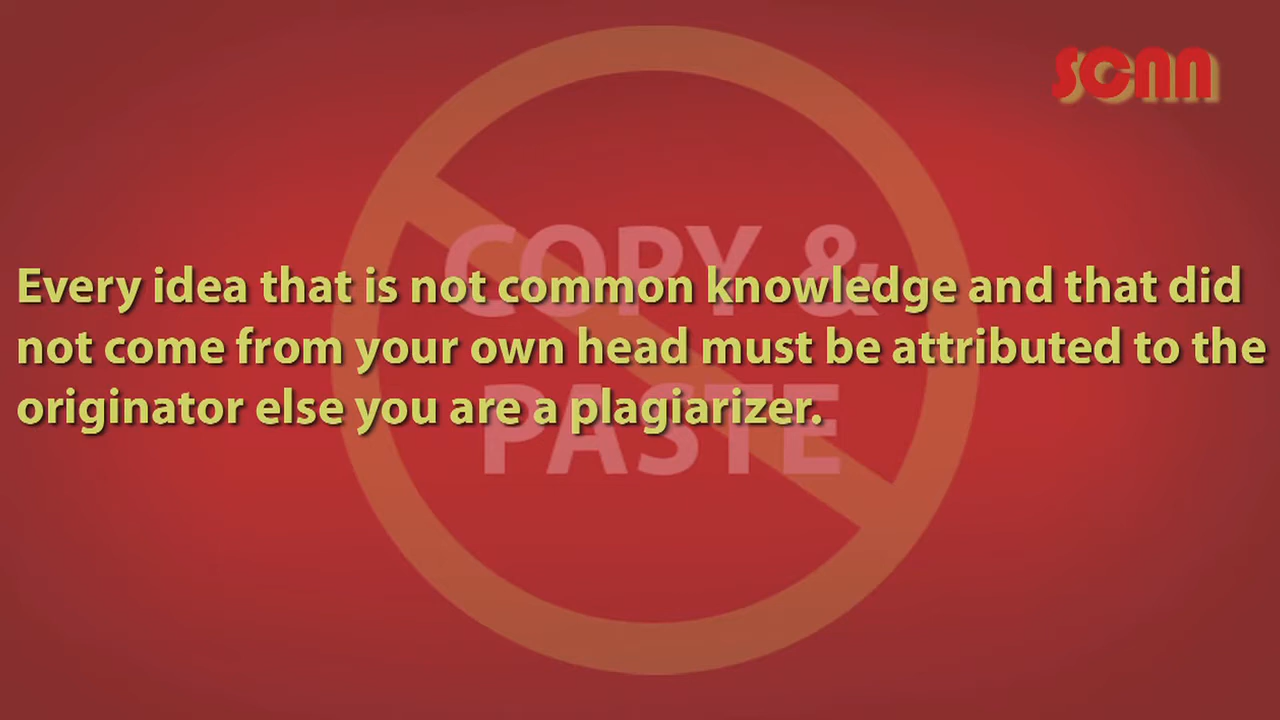 SCNN
COPY &
Every idea that is not common knowledge and that did
not come from your own head must be attributed to the
originator else you are a plagiarizer.
PASTE